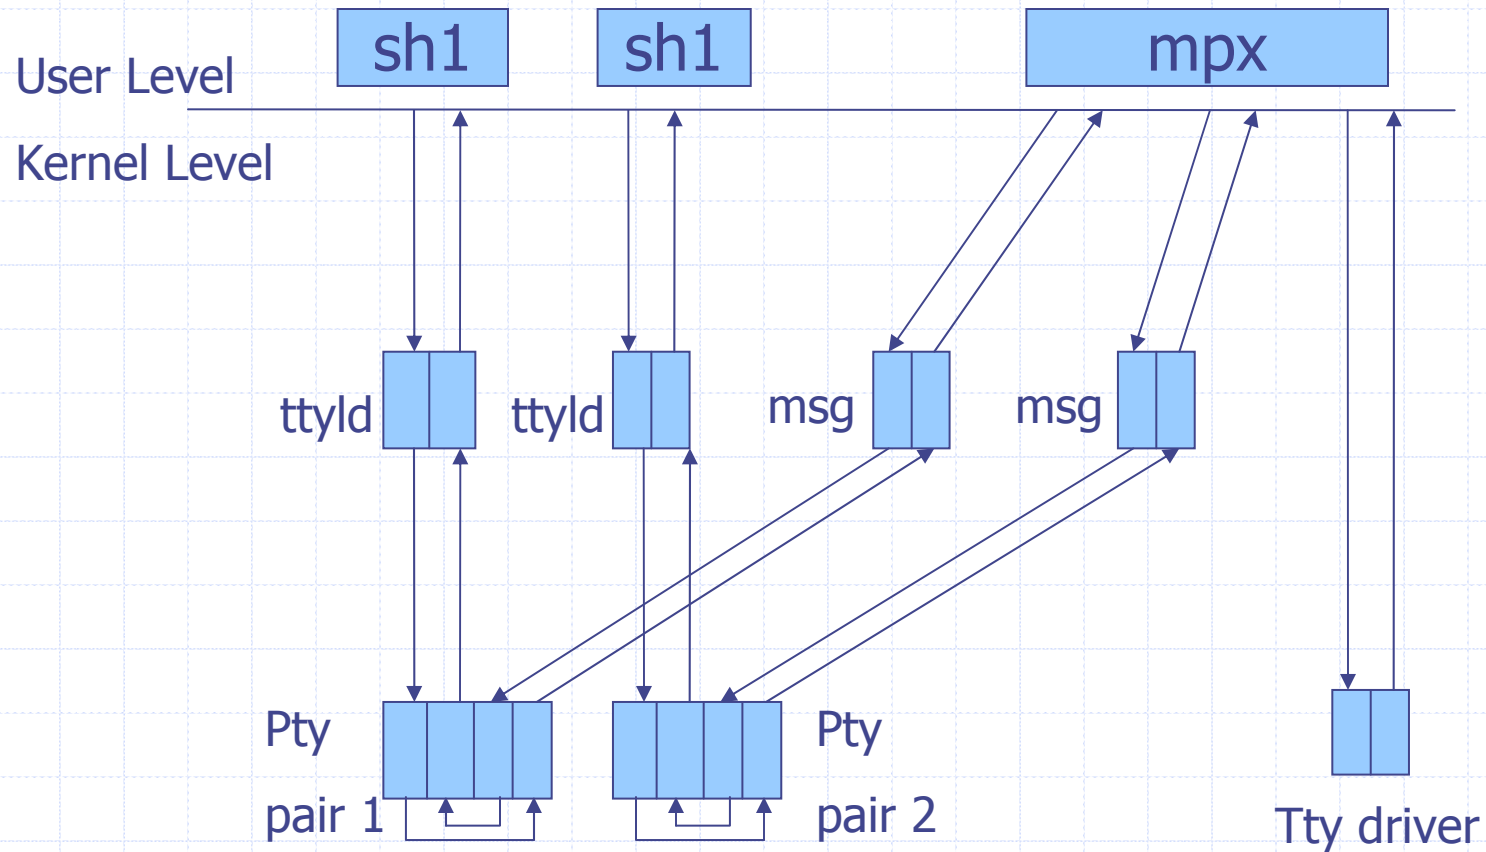 sh1
sh1
mpx
User Level
Kernel Level
ttyld
ttyld
msg
msg
Pty
pair 1
Pty
pair 2
Tty driver